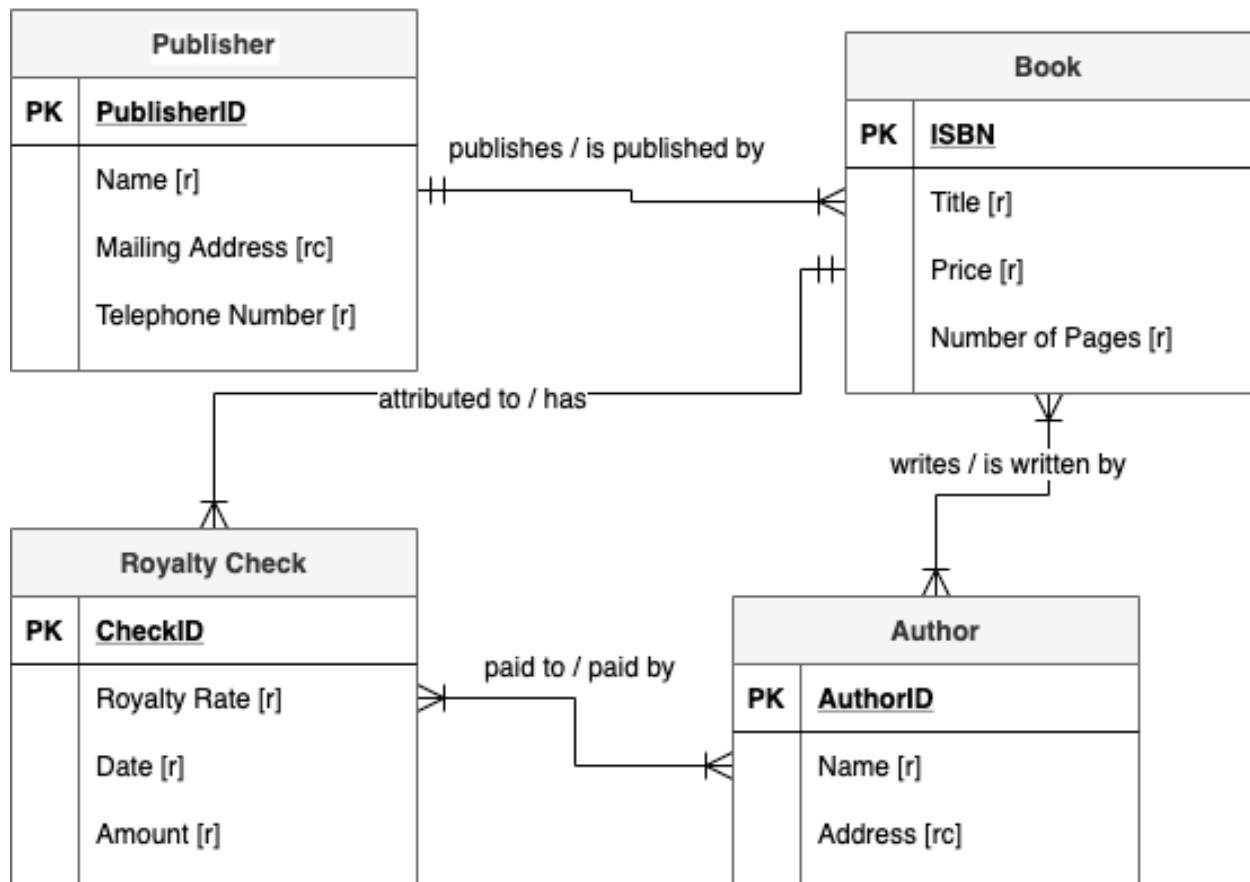 Publisher
PK PublisherID
Name [r]
Mailing Address [rc]
Telephone Number [r]
publishes / is published by
Book
PK ISBN
Title [r]
Price [r]
Number of Pages [r]
attributed to / has
writes / is written by
Royalty Check
PK CheckID
Royalty Rate [r]
Date [r]
Amount [r]
paid to / paid by
Author
PK AuthorID
Name [r]
Address [rc]